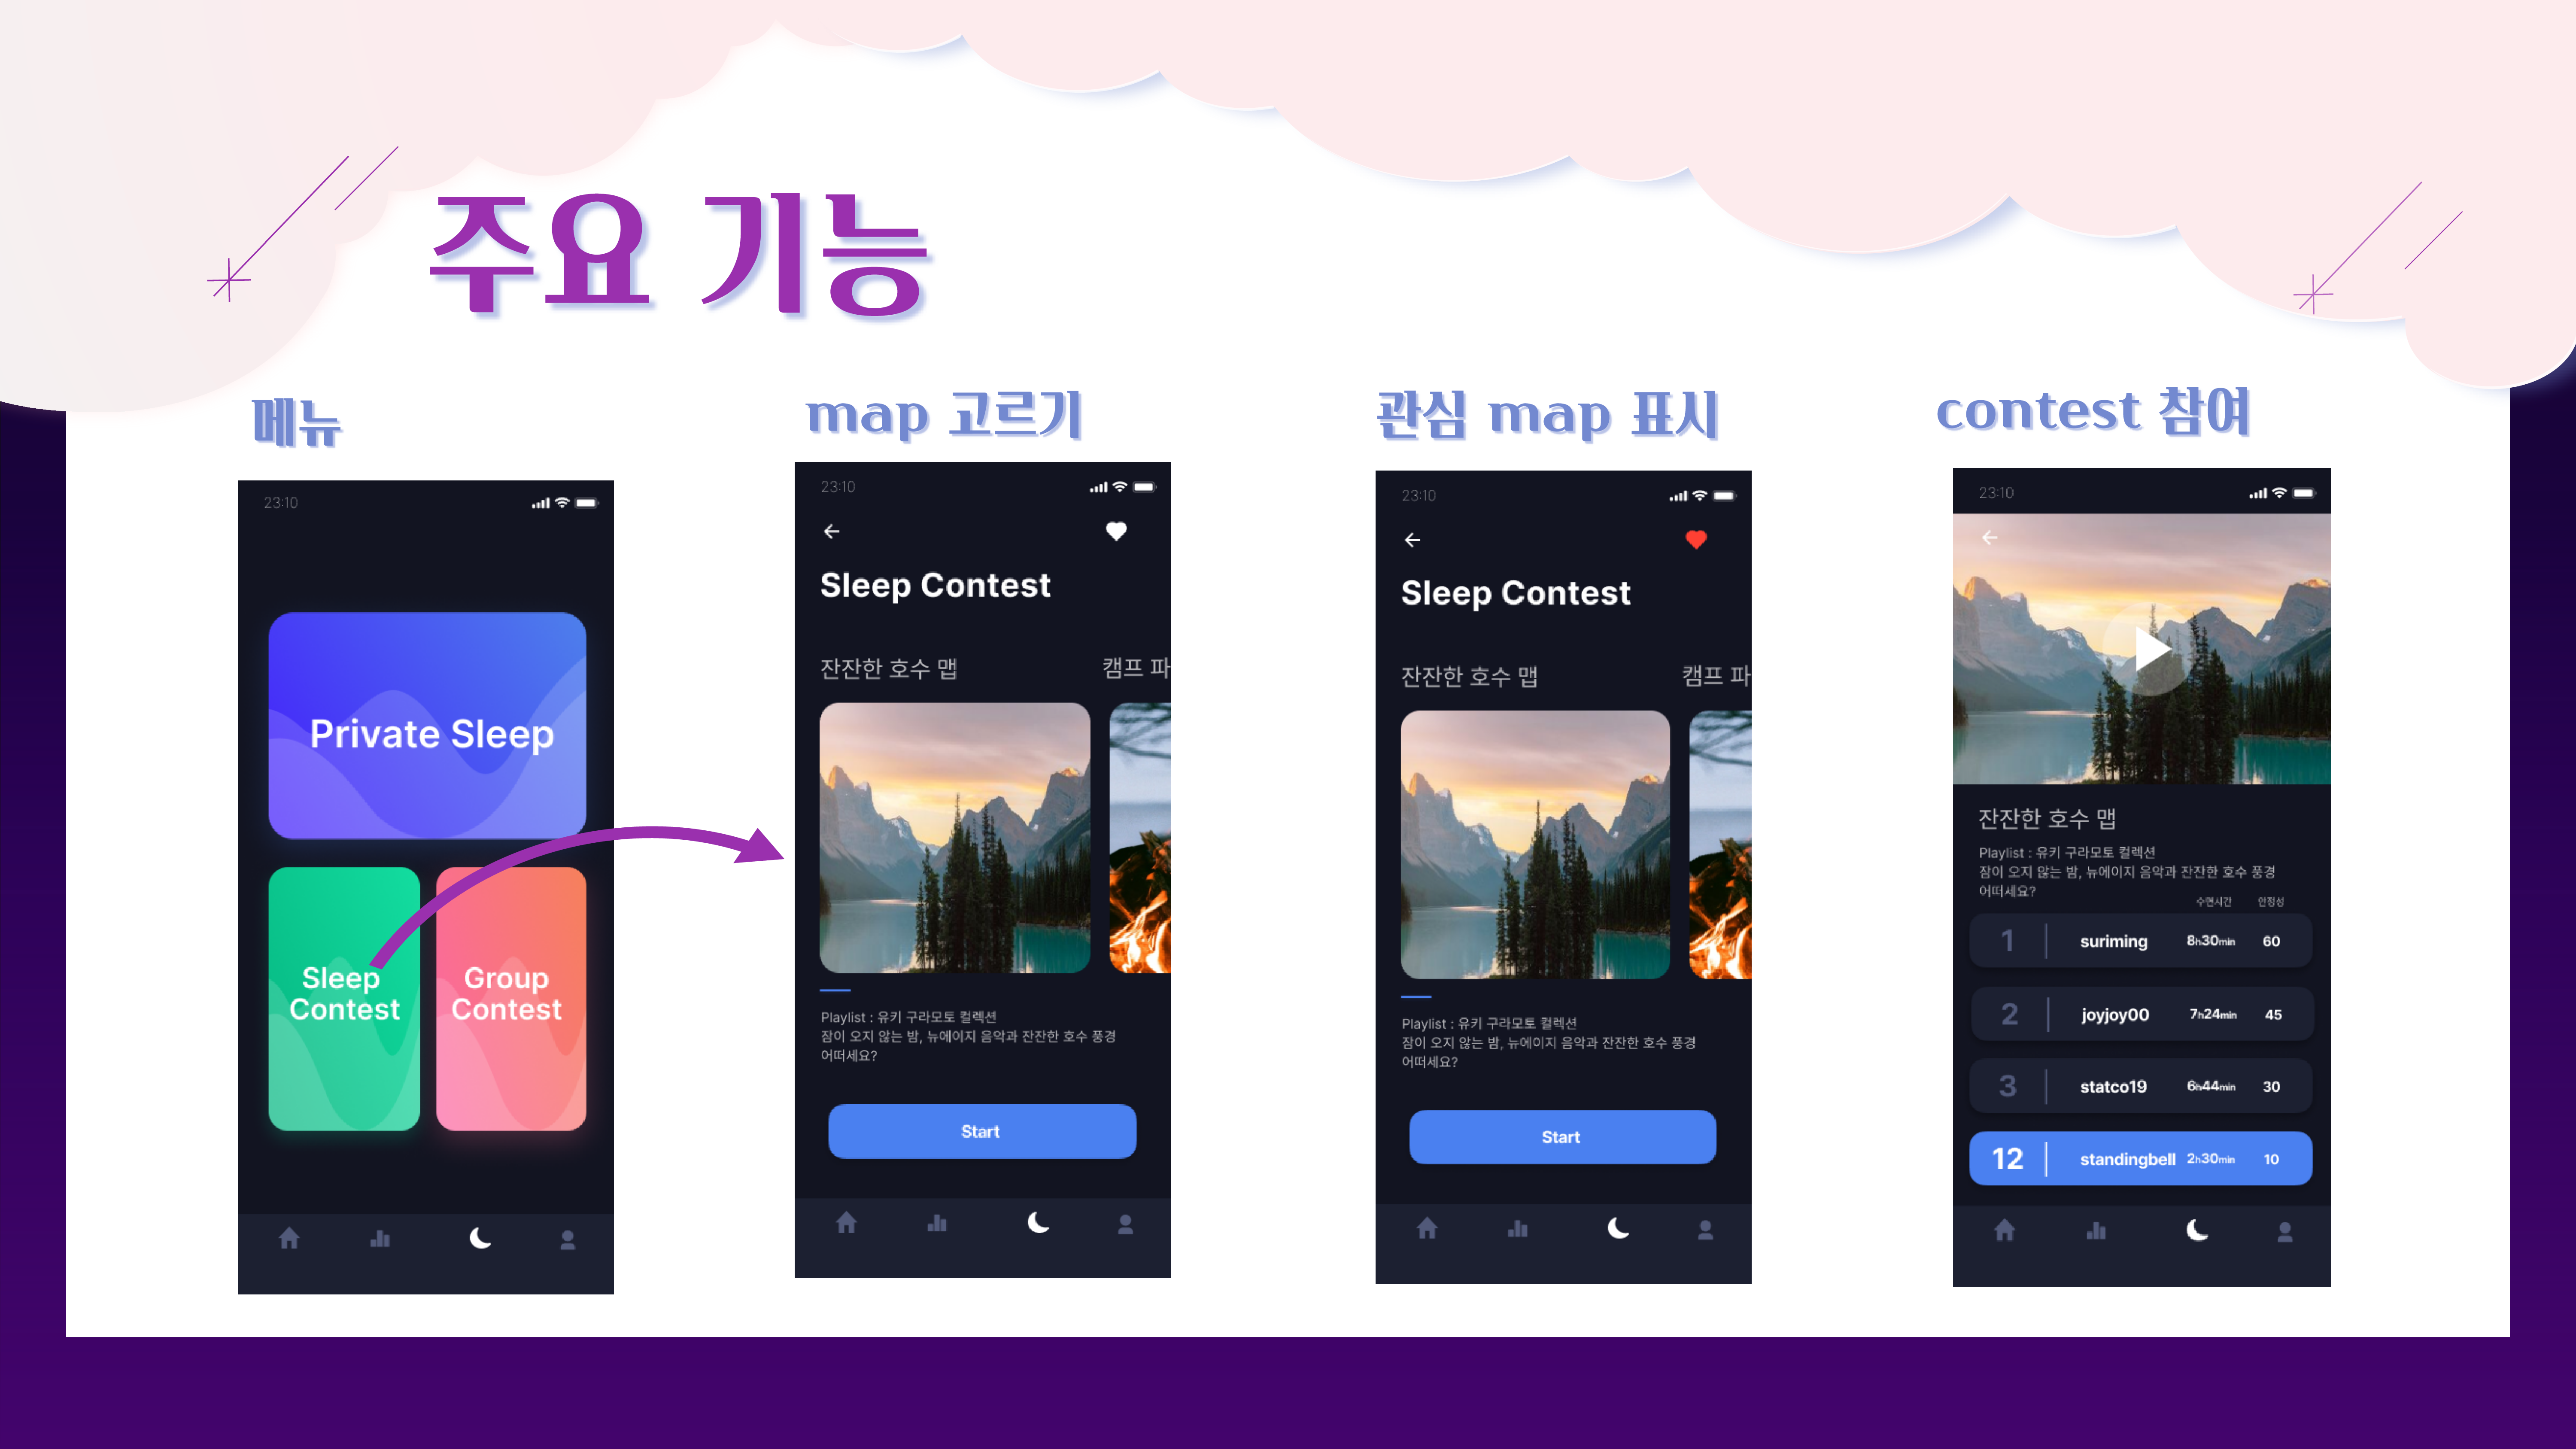 주요 기능
메뉴
23:10
Private Sleep
Sleep
Contest
Group
Contest
map 고르기
23:10
Sleep Contest
잔잔한 호수 맵
캠프 파
Playlist : 유키 구라모토 컬렉션
잠이 오지 않는 밤, 뉴에이지 음악과 잔잔한 호수 풍경
어떠세요?
Start
관심 map 표시
23:10
Sleep Contest
잔잔한 호수 맵
캠프 파
Playlist : 유키 구라모토 컬렉션
잠이 오지 않는 밤, 뉴에이지 음악과 잔잔한 호수 풍경
어떠세요?
Start
contest 참여
23:10
잔잔한 호수 맵
Playlist : 유키 구라모토 컬렉션
잠이 오지 않는 밤, 뉴에이지 음악과 잔잔한 호수 풍경
어떠세요?
수면시간 안정성
1 suriming 8h30min 60
2 joyjoy00 7h24min 45
3 statco19 6h44min 30
12 standingbell 2h30min 10